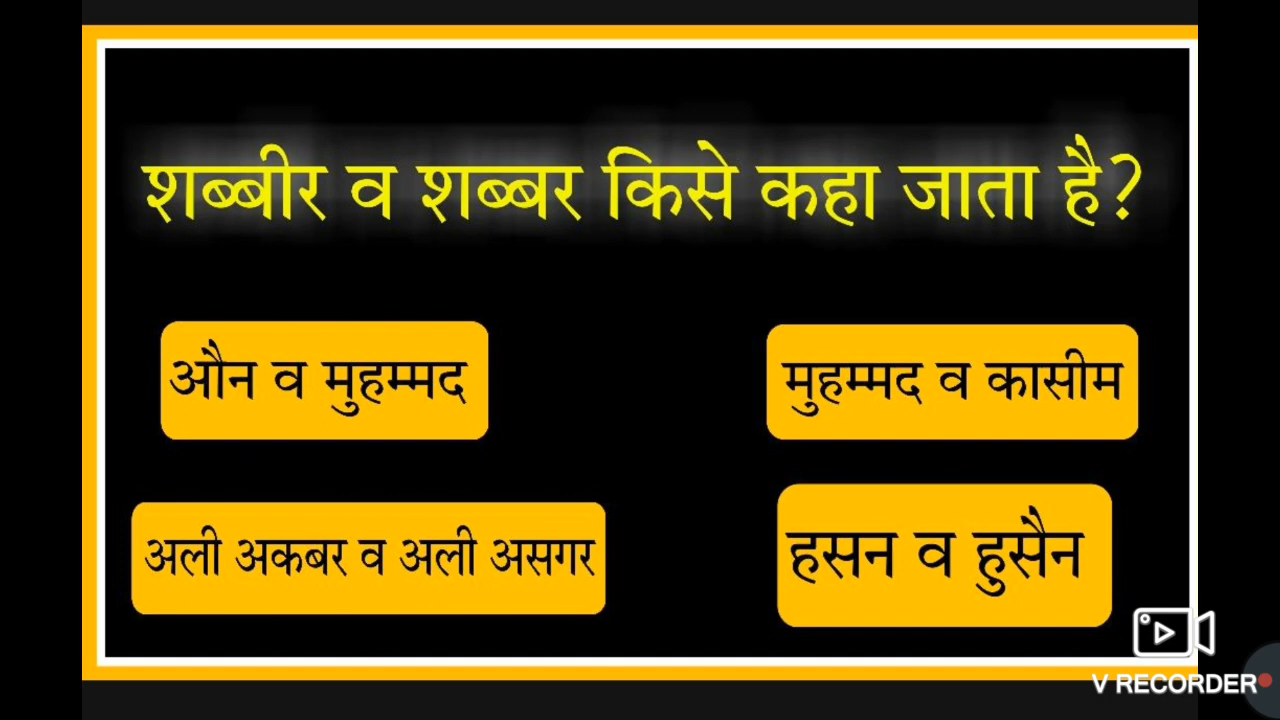 शब्बीर व शब्बर किसे कहा जाता है?
औन व मुहम्मद
मुहम्मद व कासीम
अली अकबर व अली असगर
हसन व हुसैन
V RECORDER